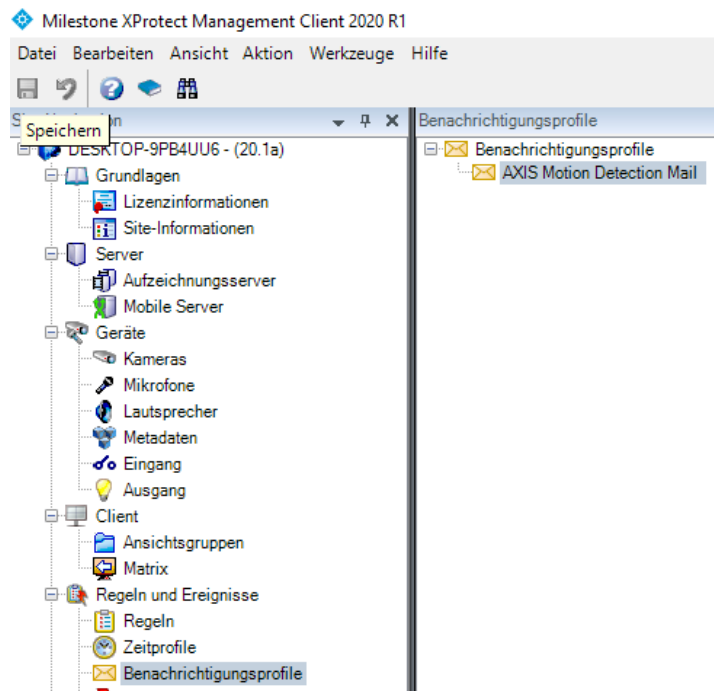 Milestone XProtect Management Client 2020 R1
Datei Bearbeiten Ansicht Aktion Werkzeuge Hilfe
Speichern
Benachrichtigungsprofile
DESKTOP-9PB4UU6 - (20.1a)
Benachrichtigungsprofile
Grundlagen
AXIS Motion Detection Mail
Lizenzinformationen
Site-Informationen
Server
Aufzeichnungsserver
Mobile Server
Geräte
Kameras
Mikrofone
Lautsprecher
Metadaten
Eingang
Ausgang
Client
Ansichtsgruppen
Matrix
Regeln und Ereignisse
Regeln
Zeitprofile
Benachrichtigungsprofile